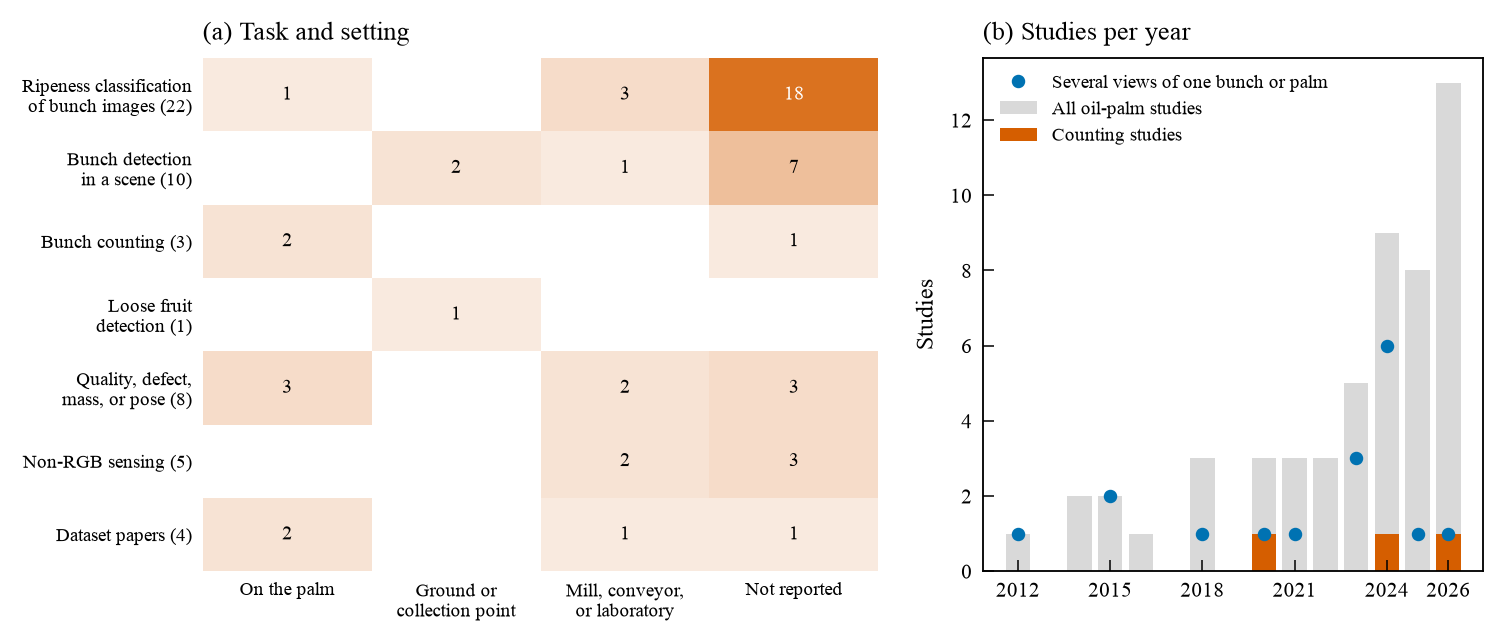 (a) Task and setting
Ripeness classification
of bunch images (22)
1
3
18
Bunch detection
in a scene (10)
2
1
7
Bunch counting (3)
2
1
Loose fruit
detection (1)
1
Quality, defect,
mass, or pose (8)
3
2
3
Non-RGB sensing (5)
2
3
Dataset papers (4)
2
1
1
On the palm
Ground or
collection point
Mill, conveyor,
or laboratory
Not reported
(b) Studies per year
Several views of one bunch or palm
All oil-palm studies
Counting studies
Studies
12
10
8
6
4
2
0
2012
2015
2018
2021
2024
2026